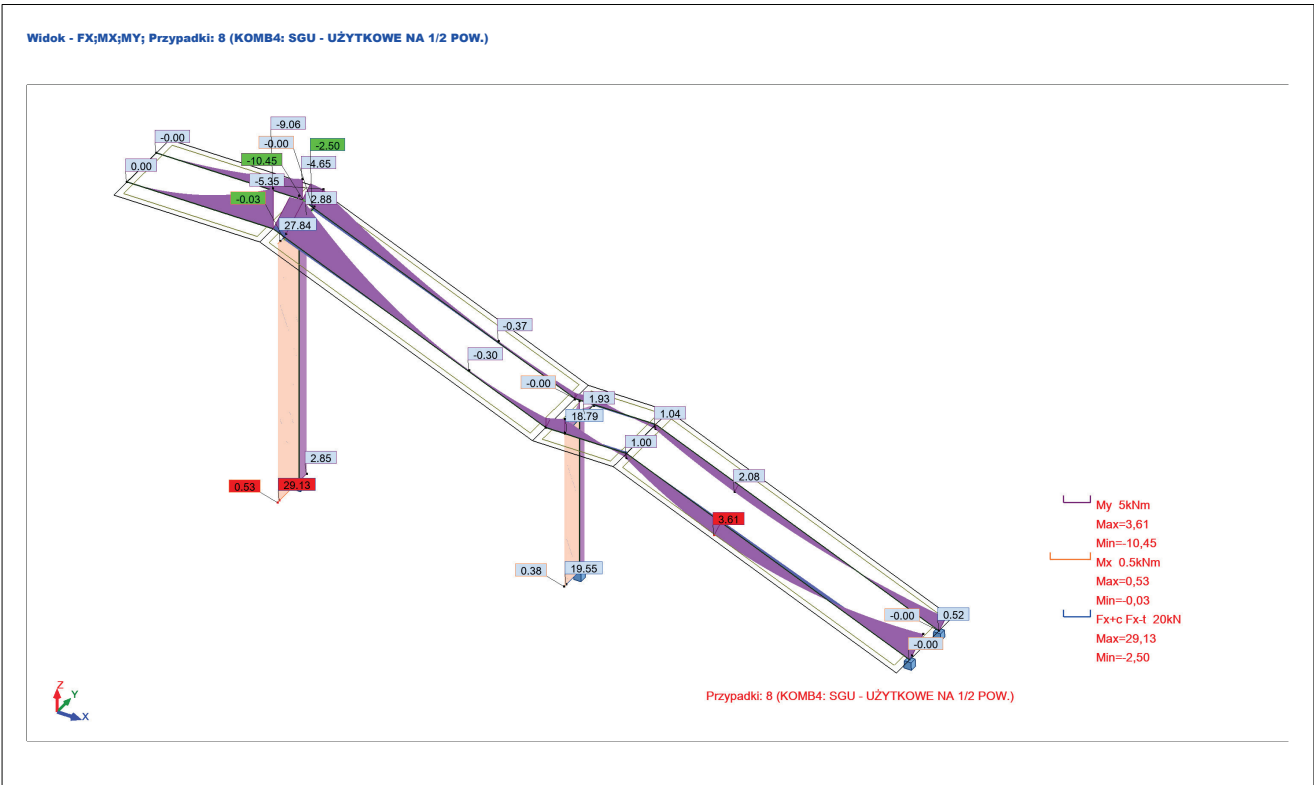 Widok - FX;MX;MY; Przypadki: 8 (KOMB4: SGU - UŻYTKOWE NA 1/2 POW.)
-9.06
-0.00
-0.00
-2.50
-10.45
-4.65
0.00
-5.35
-0.03
2.88
27.84
-0.37
-0.30
-0.00
1.93
18.79
1.04
1.00
2.85
2.08
0.53
29.13
3.61
0.38
19.55
-0.00
0.52
-0.00
My 5kNm
Max=3,61
Min=-10,45
Mx 0.5kNm
Max=0,53
Min=-0,03
Fx+c Fx-t 20kN
Max=29,13
Min=-2,50
Z
Y
X
Przypadki: 8 (KOMB4: SGU - UŻYTKOWE NA 1/2 POW.)